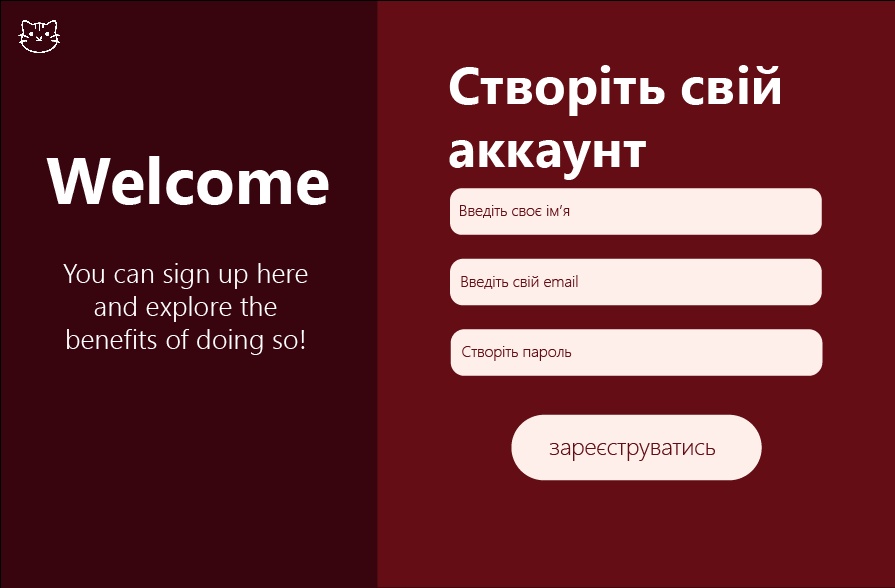 Welcome
You can sign up here
and explore the
benefits of doing so!
Створіть свій
аккаунт
Введіть своє ім’я
Введіть свій email
Створіть пароль
зареєструватись